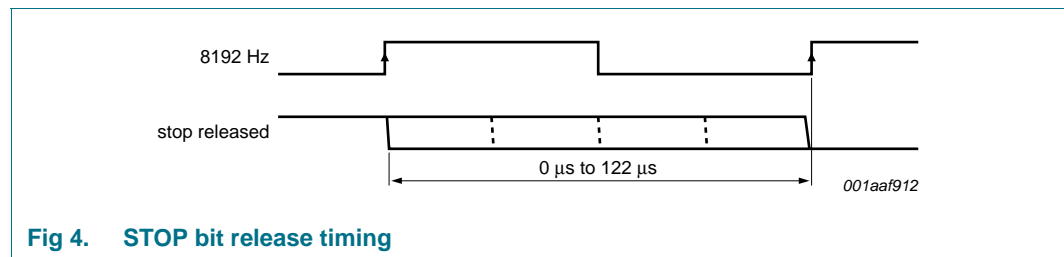 8192 Hz
stop released
0 μs to 122 μs
001aaf912
Fig 4. STOP bit release timing